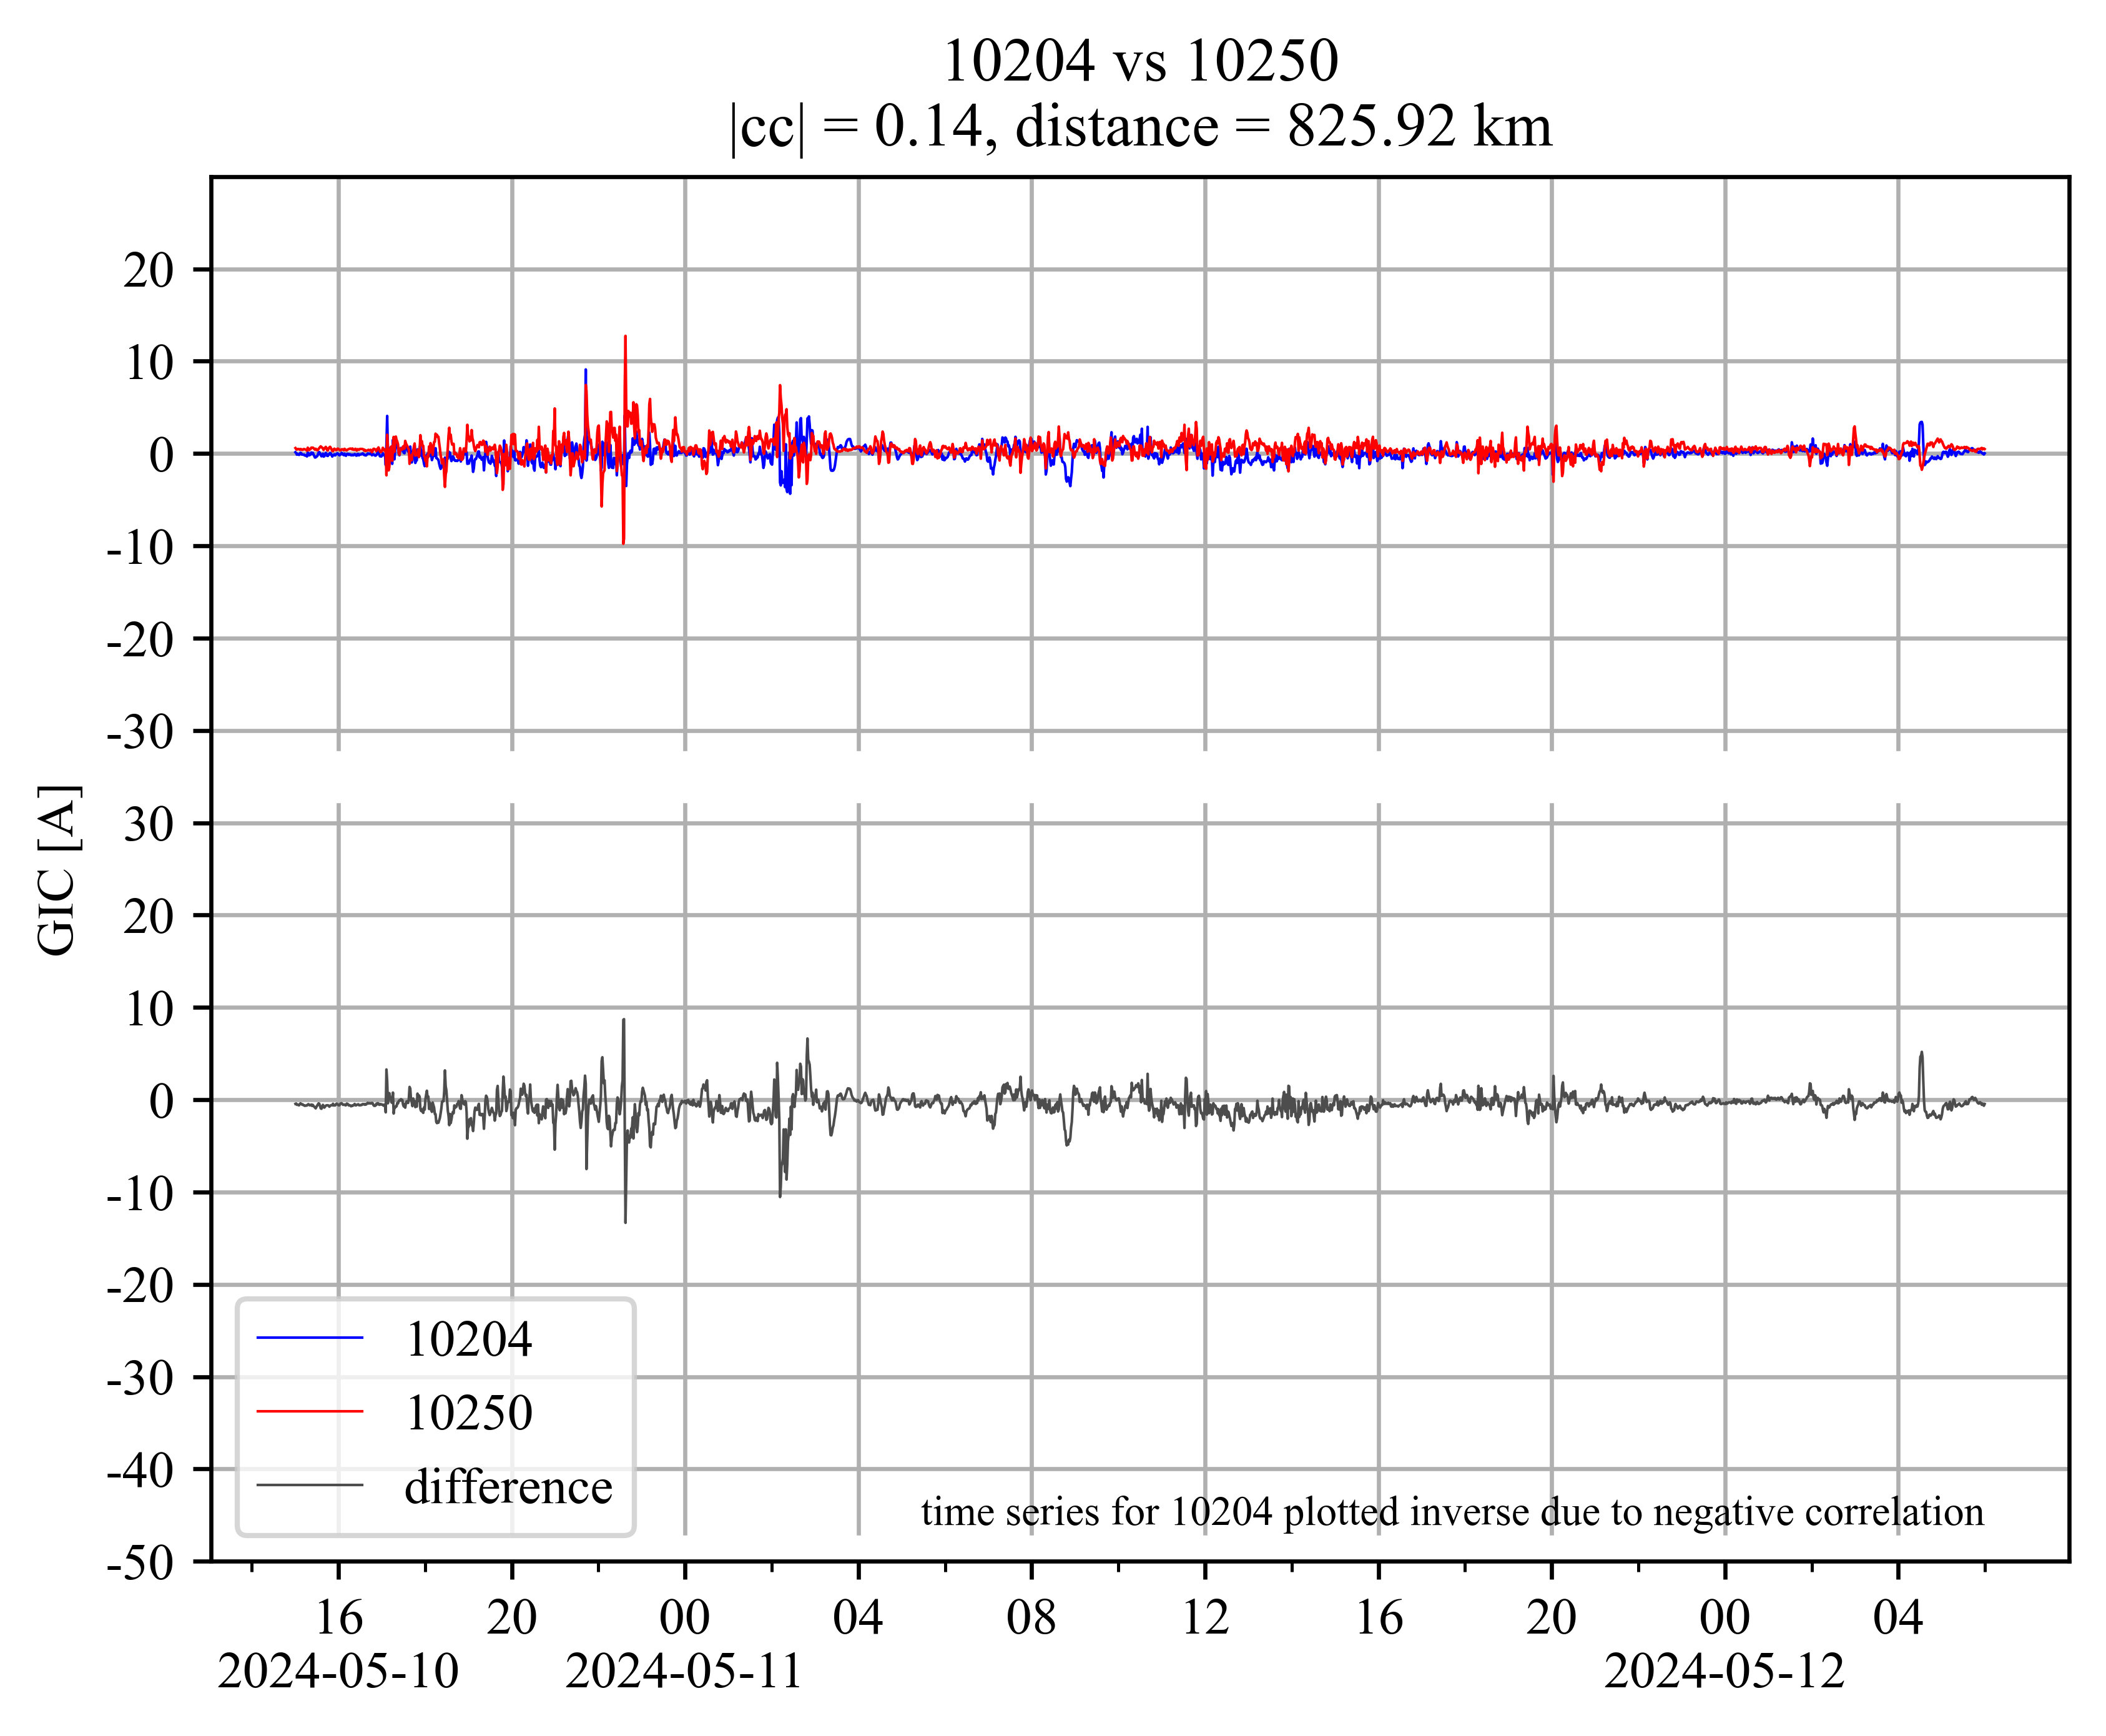 10204 vs 10250
|cc| = 0.14, distance = 825.92 km
GIC [A]
20
10
0
-10
-20
-30
30
20
10
0
-10
-20
-30
-40
-50
10204
10250
difference
time series for 10204 plotted inverse due to negative correlation
16 20 00 04 08 12 16 20 00 04
2024-05-10 2024-05-11 2024-05-12